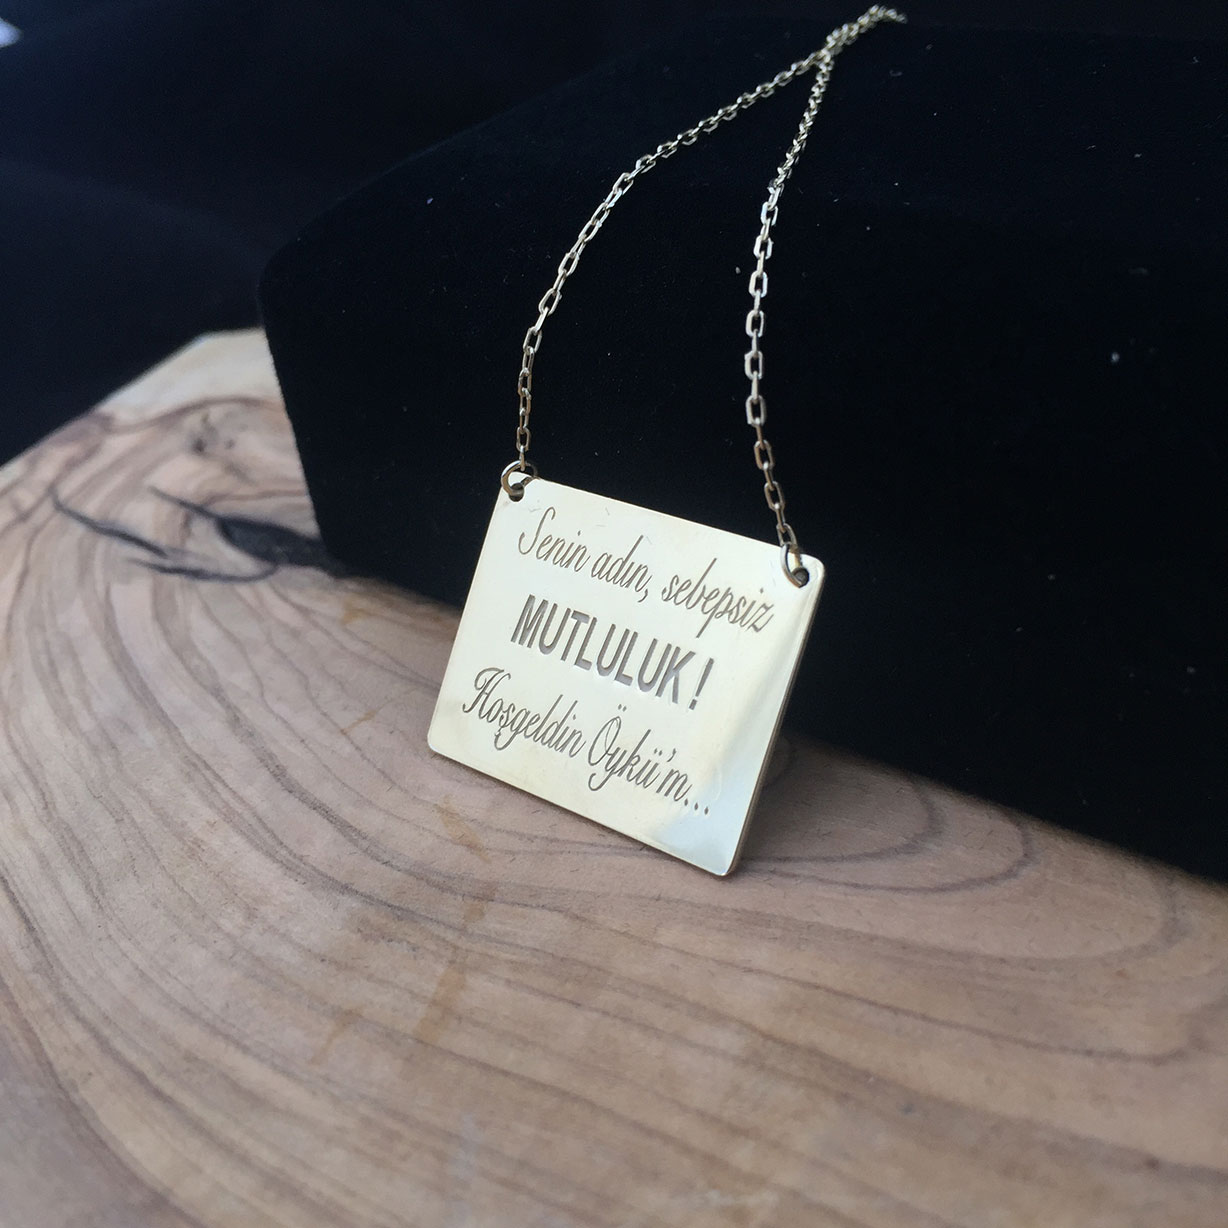 Senin adın, sebepsiz
MUTLULUK!
Hoşgeldin Öykü'm...